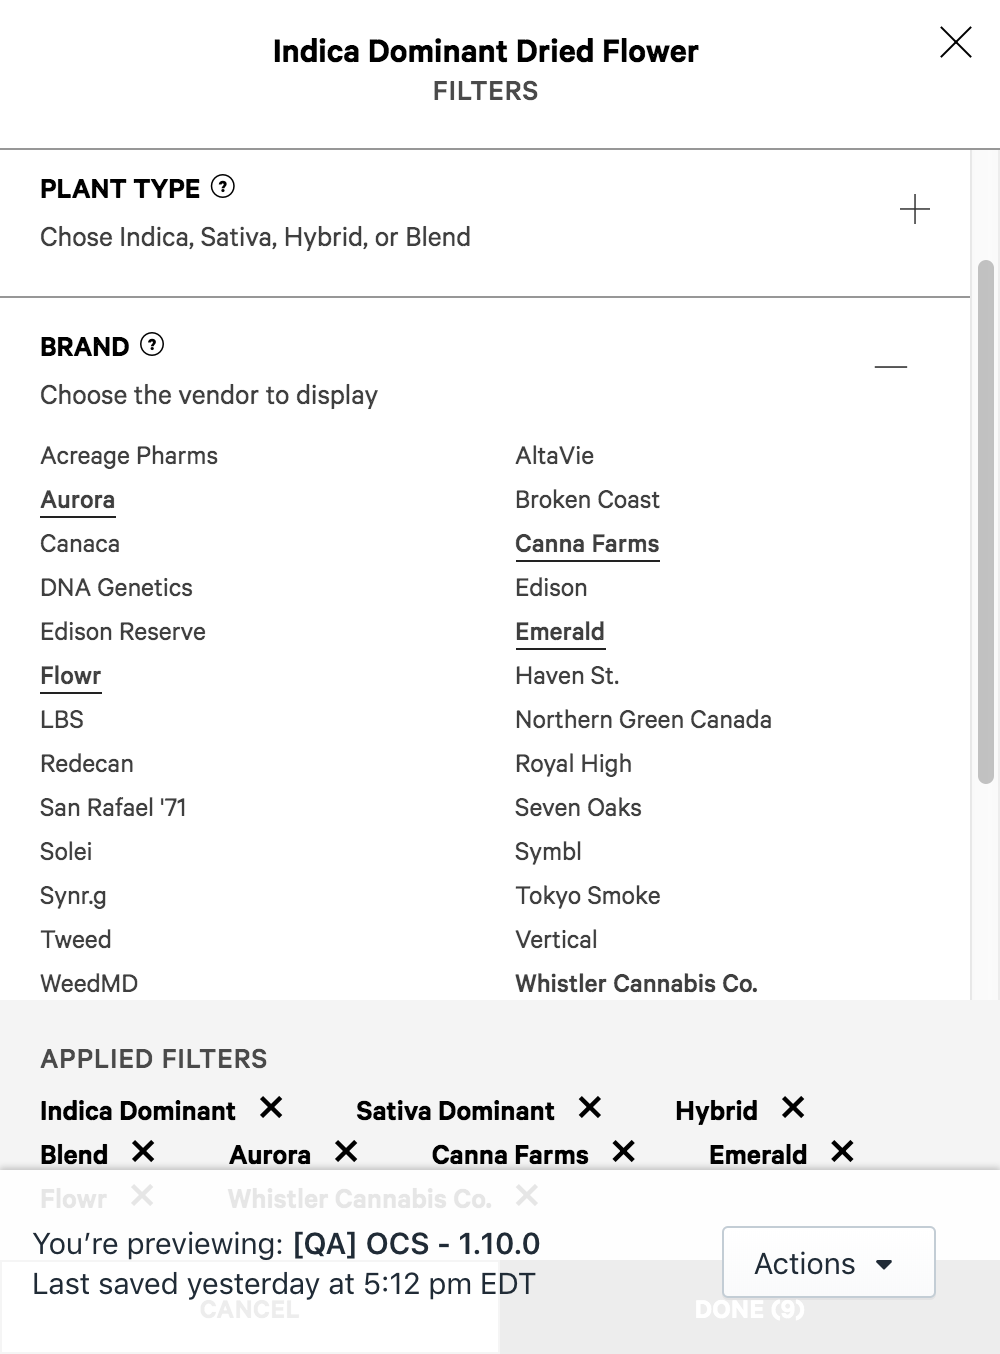 Indica Dominant Dried Flower
FILTERS
PLANT TYPE ?
Chose Indica, Sativa, Hybrid, or Blend
BRAND ?
Choose the vendor to display
Acreage Pharms AltaVie
Aurora Broken Coast
Canaca Canna Farms
DNA Genetics Edison
Edison Reserve Emerald
Flowr Haven St.
LBS Northern Green Canada
Redecan Royal High
San Rafael '71 Seven Oaks
Solei Symbl
Synr.g Tokyo Smoke
Tweed Vertical
WeedMD Whistler Cannabis Co.
APPLIED FILTERS
Indica Dominant Sativa Dominant Hybrid
Blend Aurora Canna Farms Emerald
Flowr Whistler Cannabis Co.
You're previewing: [QA] OCS - 1.10.0
Last saved yesterday at 5:12 pm EDT
Actions
CANCEL DONE (9)